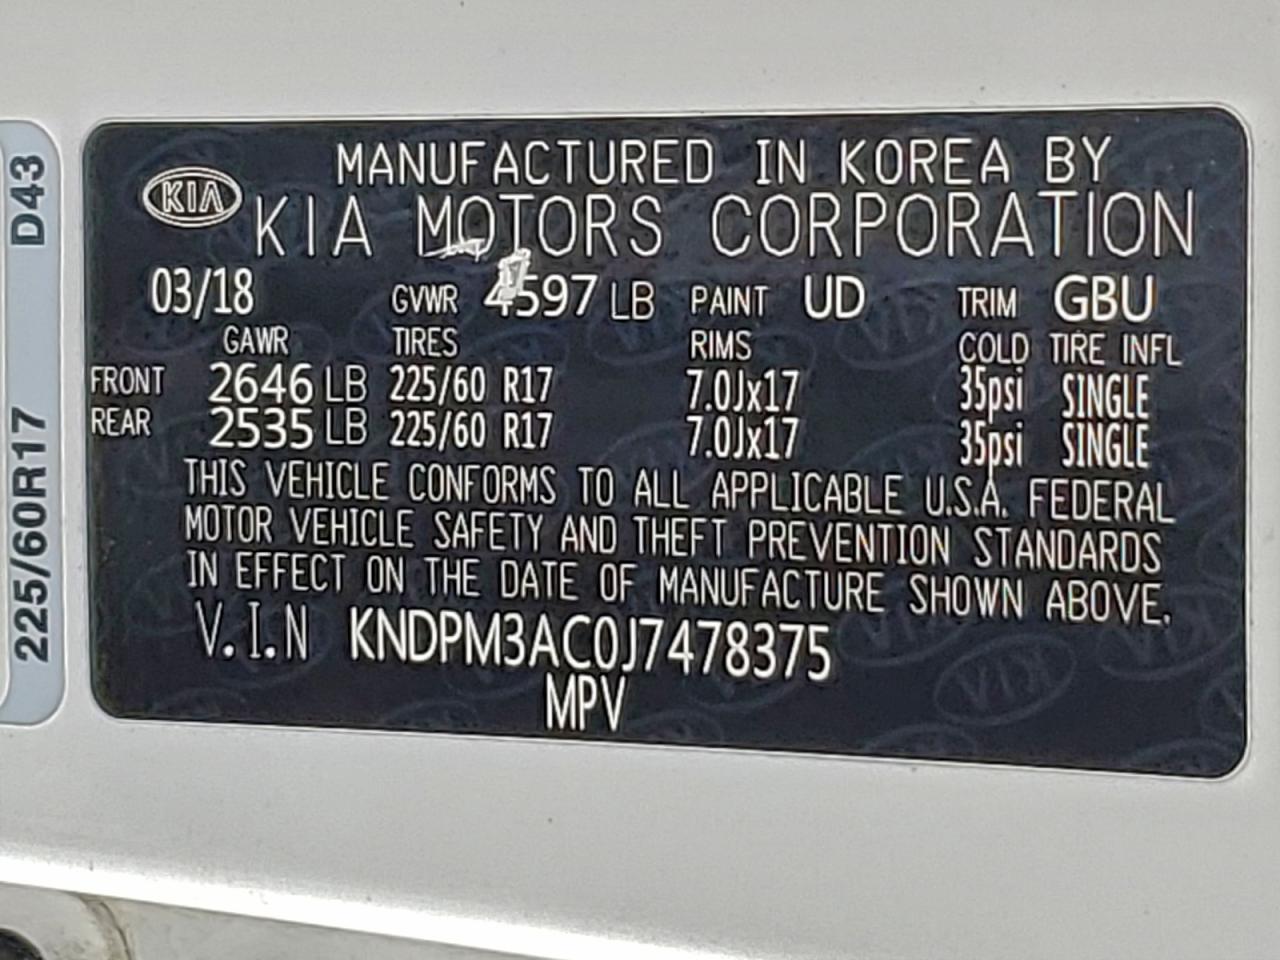 MANUFACTURED IN KOREA BY
KIA KIA MOTORS CORPORATION
03/18 GVWR 4597 LB PAINT UD TRIM GBU
GAWR TIRES RIMS COLD TIRE INFL
FRONT 2646 LB 225/60 R17 7.0Jx17 35psi SINGLE
REAR 2535 LB 225/60 R17 7.0Jx17 35psi SINGLE
THIS VEHICLE CONFORMS TO ALL APPLICABLE U.S.A. FEDERAL
MOTOR VEHICLE SAFETY AND THEFT PREVENTION STANDARDS
IN EFFECT ON THE DATE OF MANUFACTURE SHOWN ABOVE.
V.I.N KNDPM3AC0J7478375
MPV
225/60R17 D43